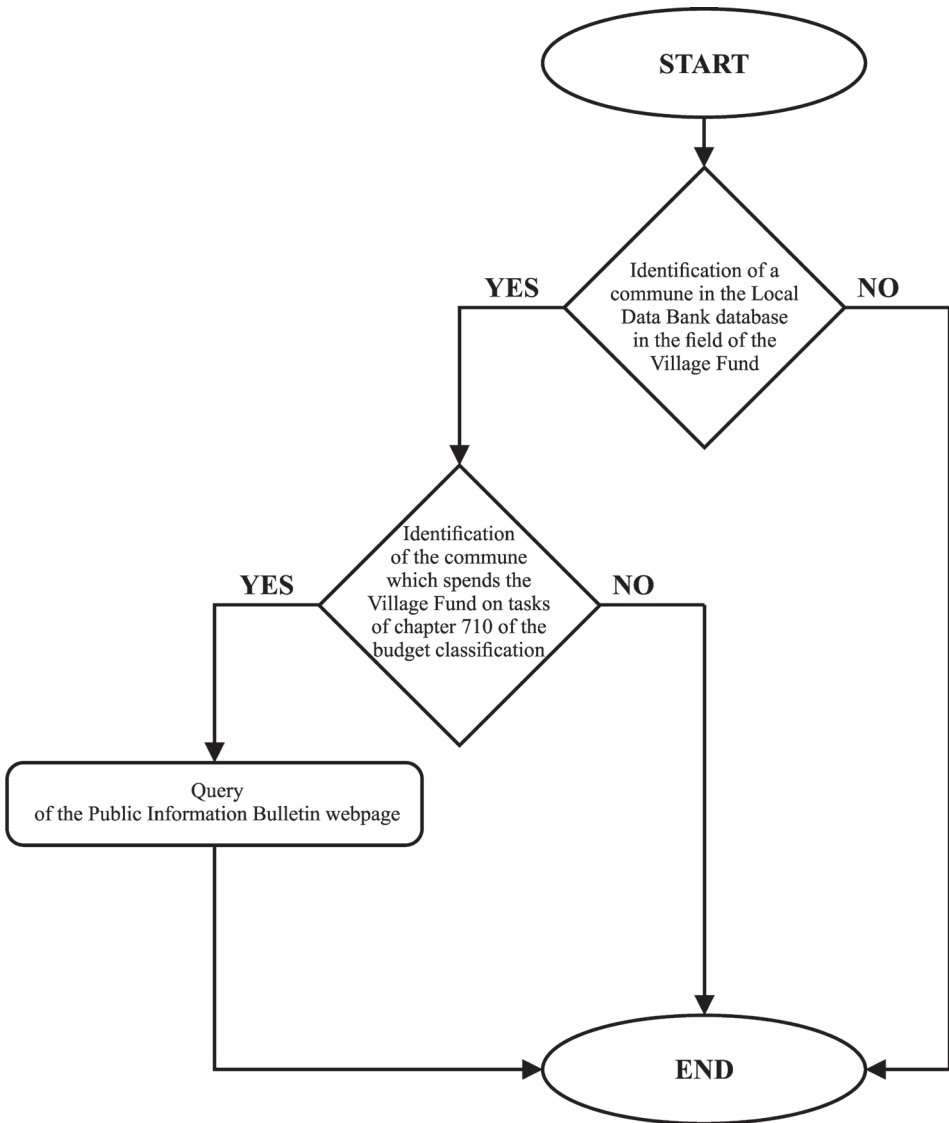 START
YES
Identification of a
commune in the Local
Data Bank database
in the field of the
Village Fund
NO
YES
Identification
of the commune
which spends the
Village Fund on tasks
of chapter 710 of the
budget classification
NO
Query
of the Public Information Bulletin webpage
END